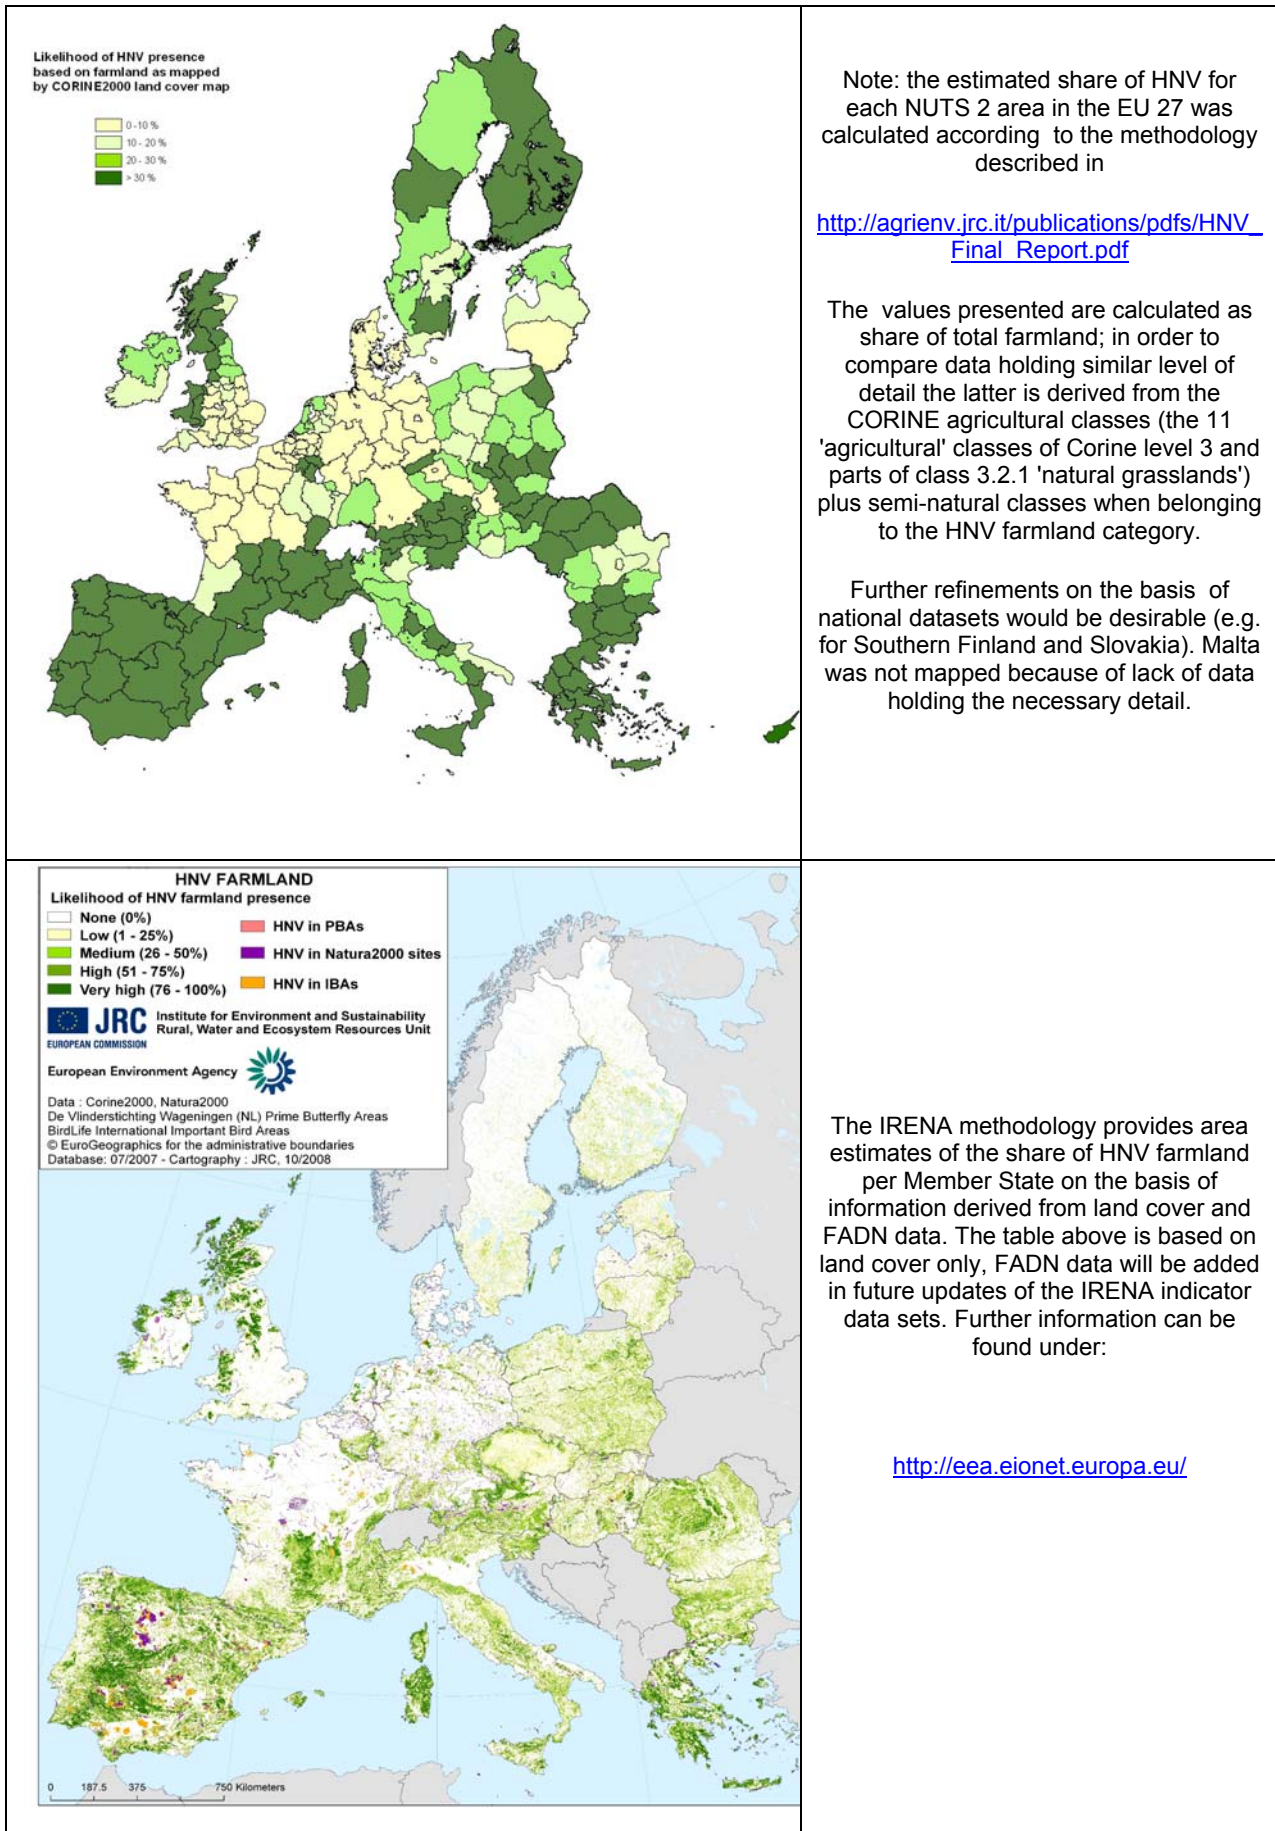 Likelihood of HNV presence
based on farmland as mapped
by CORINE2000 land cover map
0-10 %
10 - 20 %
20 - 30 %
> 30 %
Note: the estimated share of HNV for
each NUTS 2 area in the EU 27 was
calculated according to the methodology
described in
http://agrienv.jrc.it/publications/pdfs/HNV_
Final_Report.pdf
The values presented are calculated as
share of total farmland; in order to
compare data holding similar level of
detail the latter is derived from the
CORINE agricultural classes (the 11
'agricultural' classes of Corine level 3 and
parts of class 3.2.1 'natural grasslands')
plus semi-natural classes when belonging
to the HNV farmland category.
Further refinements on the basis of
national datasets would be desirable (e.g.
for Southern Finland and Slovakia). Malta
was not mapped because of lack of data
holding the necessary detail.
HNV FARMLAND
Likelihood of HNV farmland presence
None (0%)
Low (1 - 25%)
Medium (26 - 50%)
High (51 - 75%)
Very high (76 - 100%)
HNV in PBAs
HNV in Natura2000 sites
HNV in IBAs
JRC
EUROPEAN COMMISSION
Institute for Environment and Sustainability
Rural, Water and Ecosystem Resources Unit
European Environment Agency
Data : Corine2000, Natura2000
De Vlinderstichting Wageningen (NL) Prime Butterfly Areas
BirdLife International Important Bird Areas
© EuroGeographics for the administrative boundaries
Database: 07/2007 - Cartography : JRC, 10/2008
0 187.5 375 750 Kilometers
The IRENA methodology provides area
estimates of the share of HNV farmland
per Member State on the basis of
information derived from land cover and
FADN data. The table above is based on
land cover only, FADN data will be added
in future updates of the IRENA indicator
data sets. Further information can be
found under:
http://eea.eionet.europa.eu/